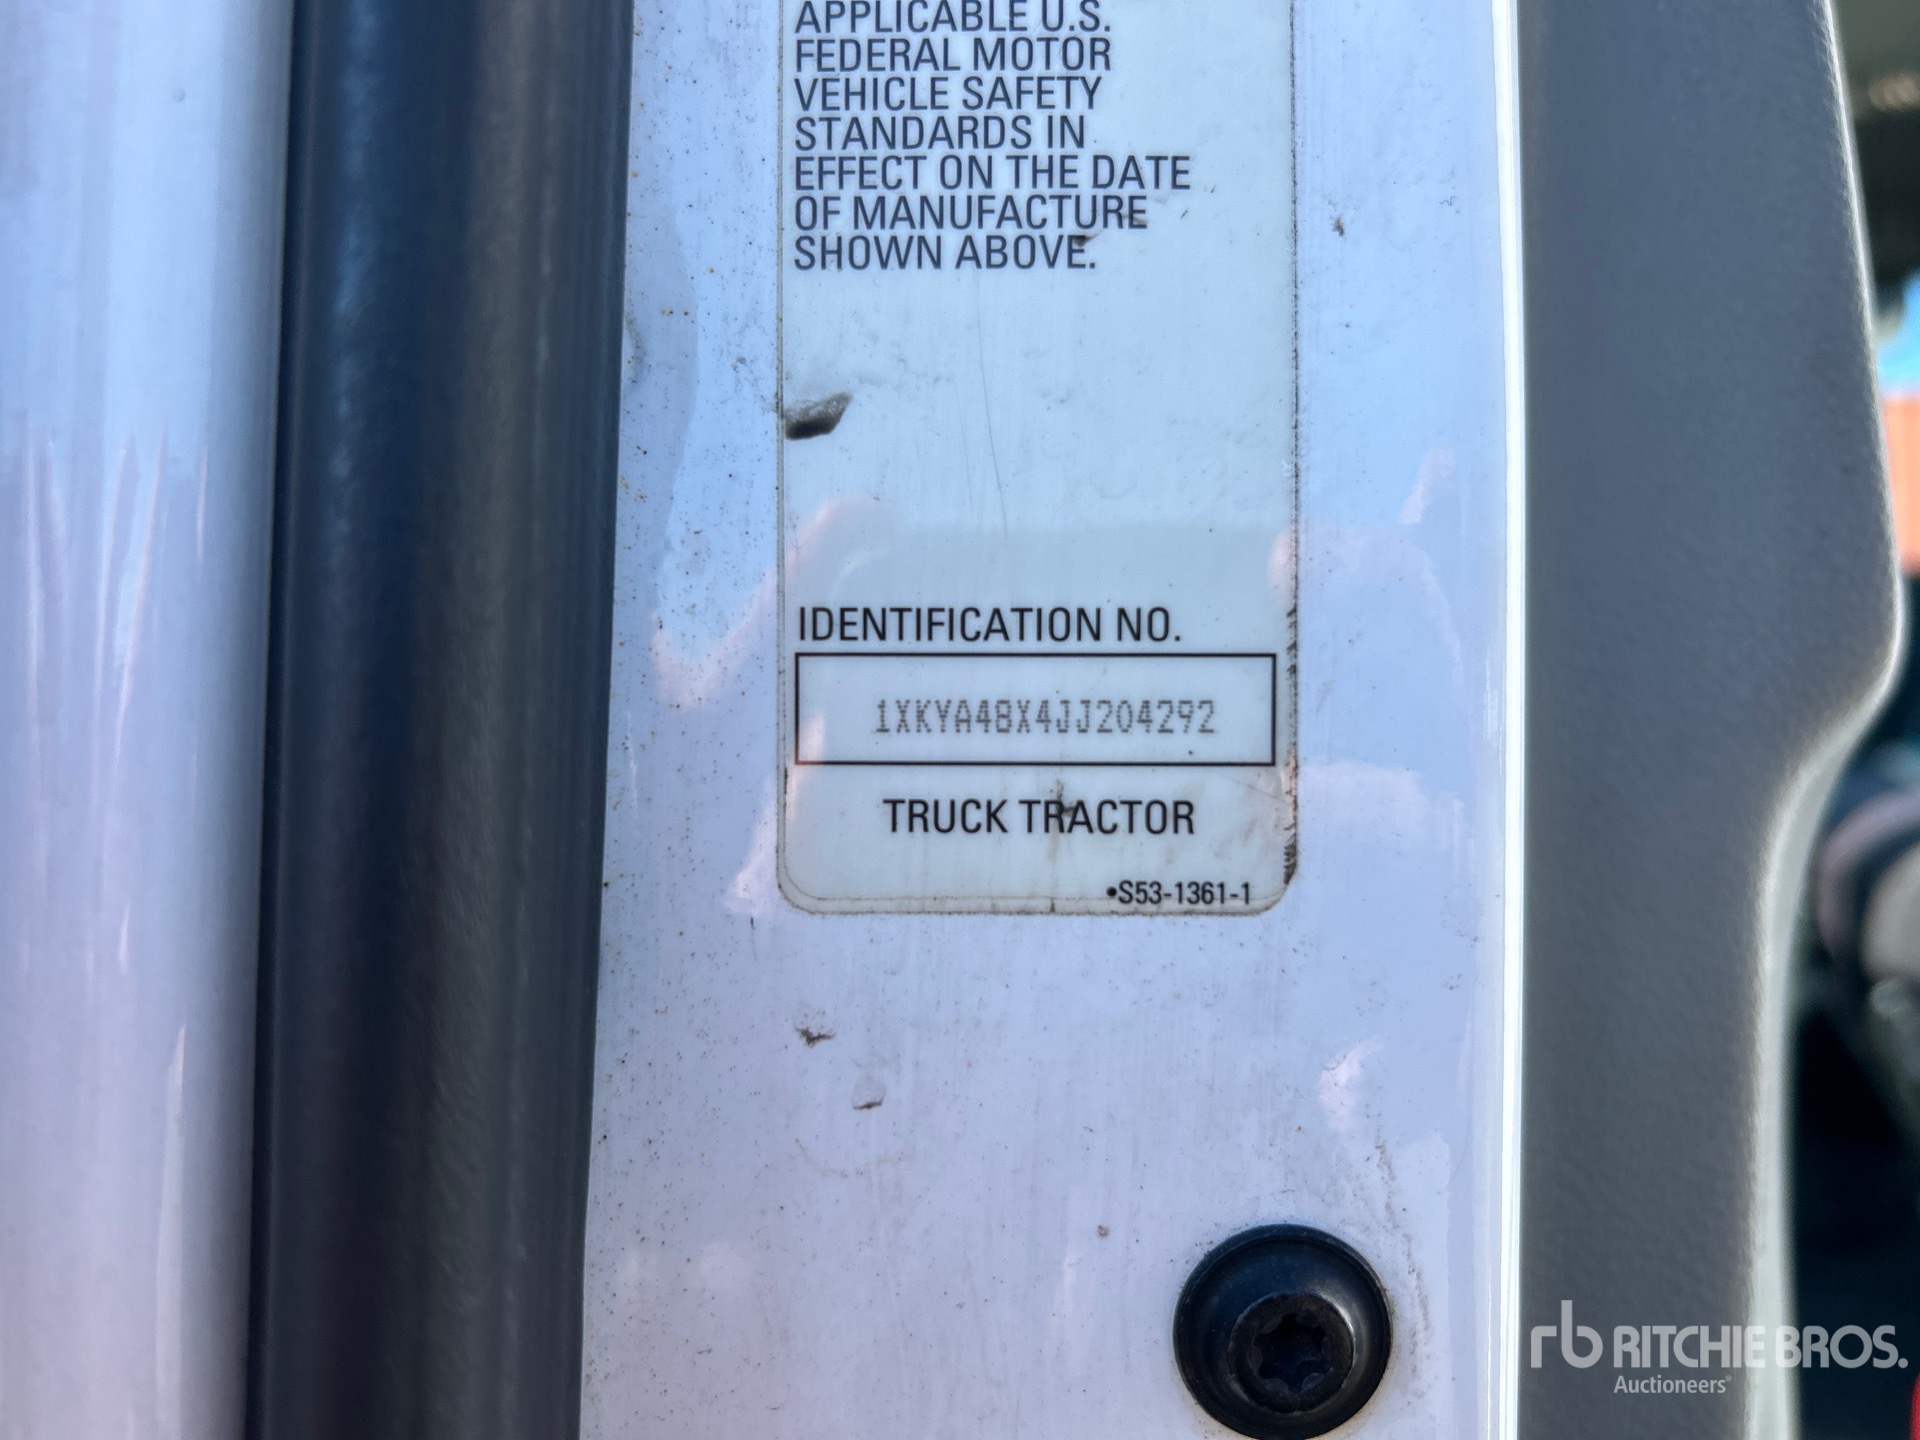 APPLICABLE U.S.
FEDERAL MOTOR
VEHICLE SAFETY
STANDARDS IN
EFFECT ON THE DATE
OF MANUFACTURE
SHOWN ABOVE.
IDENTIFICATION NO.
1XKYA48X4JJ204292
TRUCK TRACTOR
•S53-1361-1
rb RITCHIE BROS.
Auctioneers